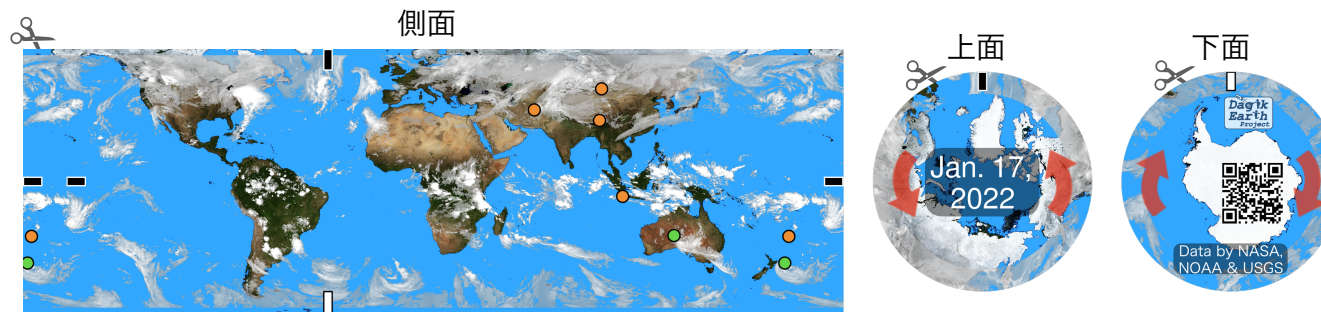 側面
上面
下面
Jan. 17,
2022
Dagik
Earth
Project
Data by NASA,
NOAA & USGS